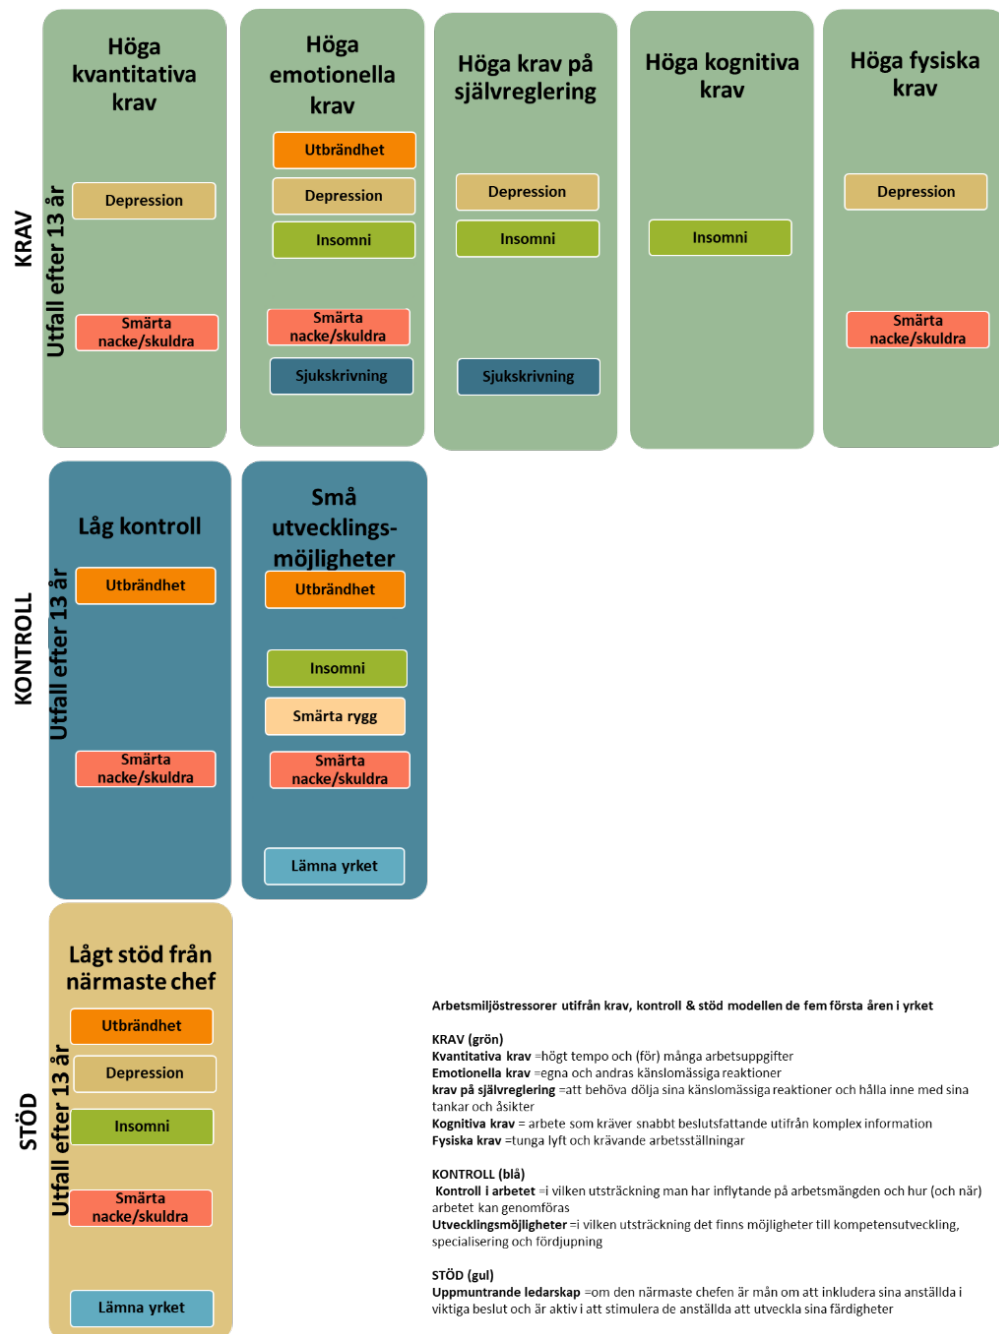 KRAV
Utfall efter 13 år
Höga
kvantitativa
krav
Depression
Smärta
nacke/skuldra
Höga
emotionella
krav
Utbrändhet
Depression
Insomni
Smärta
nacke/skuldra
Sjukskrivning
Höga krav på
självreglering
Depression
Insomni
Sjukskrivning
Höga kognitiva
krav
Insomni
Höga fysiska
krav
Depression
Smärta
nacke/skuldra
KONTROLL
Utfall efter 13 år
Låg kontroll
Utbrändhet
Smärta
nacke/skuldra
Små
utvecklings-
möjligheter
Utbrändhet
Insomni
Smärta rygg
Smärta
nacke/skuldra
Lämna yrket
STÖD
Utfall efter 13 år
Lågt stöd från
närmaste chef
Utbrändhet
Depression
Insomni
Smärta
nacke/skuldra
Lämna yrket
Arbetsmiljöstressorer utifrån krav, kontroll & stöd modellen de fem första åren i yrket
KRAV (grön)
Kvantitativa krav =högt tempo och (för) många arbetsuppgifter
Emotionella krav =egna och andras känslomässiga reaktioner
krav på självreglering =att behöva dölja sina känslomässiga reaktioner och hålla inne med sina
tankar och åsikter
Kognitiva krav = arbete som kräver snabbt beslutsfattande utifrån komplex information
Fysiska krav =tunga lyft och krävande arbetsställningar
KONTROLL (blå)
Kontroll i arbetet =i vilken utsträckning man har inflytande på arbetsmängden och hur (och när)
arbetet kan genomföras
Utvecklingsmöjligheter =i vilken utsträckning det finns möjligheter till kompetensutveckling,
specialisering och fördjupning
STÖD (gul)
Uppmuntrande ledarskap =om den närmaste chefen är mån om att inkludera sina anställda i
viktiga beslut och är aktiv i att stimulera de anställda att utveckla sina färdigheter